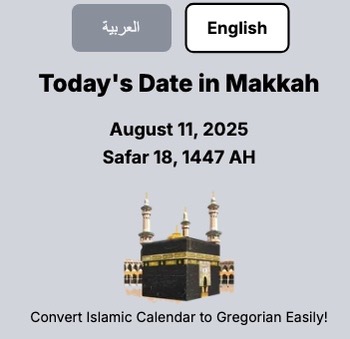 العربية
English
Today's Date in Makkah
August 11, 2025
Safar 18, 1447 AH
Convert Islamic Calendar to Gregorian Easily!